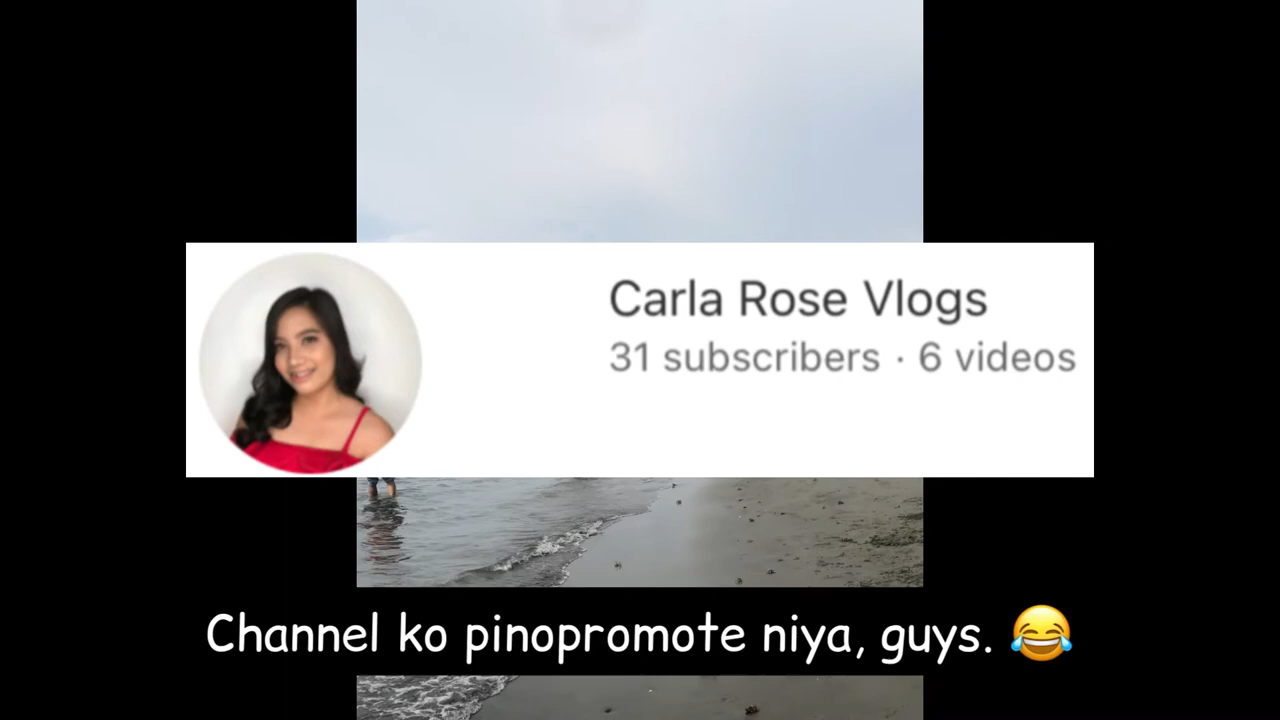 Carla Rose Vlogs
31 subscribers · 6 videos
Channel ko pinopromote niya, guys. 😂